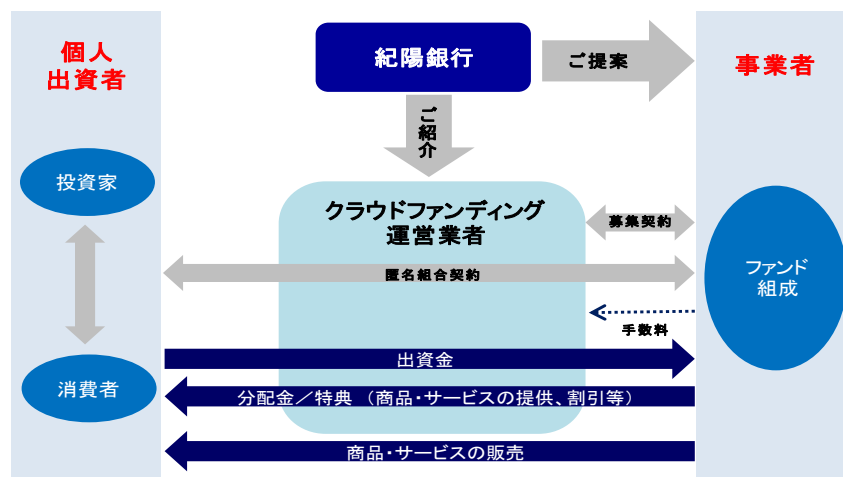 個人
出資者
紀陽銀行
ご提案
事業者
ご紹介
投資家
クラウドファンディング
運営業者
募集契約
匿名組合契約
ファンド
組成
手数料
出資金
消費者
分配金／特典 （商品・サービスの提供、割引等）
商品・サービスの販売